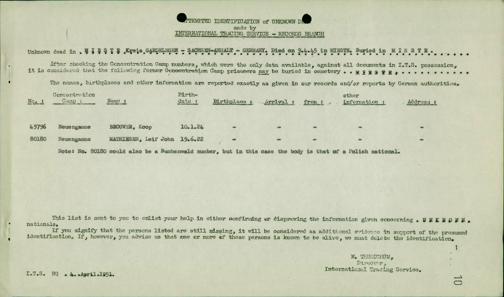 ATTEMPTED IDENTIFICATION of UNKNOWN D
made by
INTERNATIONAL TRACING SERVICE - RECORDS BRANCH
Unknown dead in . M I N S T E Kreis GARDELEGEN - SACHSEN-ANHALT - GERMANY. Died on 9.4.45 in MINSTE. Buried in M I N S T E . . .
After checking the Concentration Camp numbers, which were the only data available, against all documents in I.T.S. possession,
it is considered that the following former Concentration Camp prisoners may be buried in cemetery . . MINSTE, . . . . . .
The names, birthplaces and other information are reported exactly as given in our records and/or reports by German authorities.
No. : Concentration Camp : Name : Birth-date : Birthplace : Arrival : from : other information : Address :
45796 Neuengamme BROUWER, Koop 10.1.24 - - - - -
80180 Neuengamme MATHIESEN, Leif John 19.6.22 - - - - -
Note: No. 80180 could also be a Buchenwald number, but in this case the body is that of a Polish national.
This list is sent to you to enlist your help in either confirming or disproving the information given concerning . U N K N O W N .
nationals.
If you signify that the persons listed are still missing, it will be considered as additional evidence in support of the presumed
identification. If, however, you advise us that one or more of these persons is known to be alive, we must delete the identification.
Director,
International Tracing Service.
I.T.S. HQ . 4. April.1951.
10